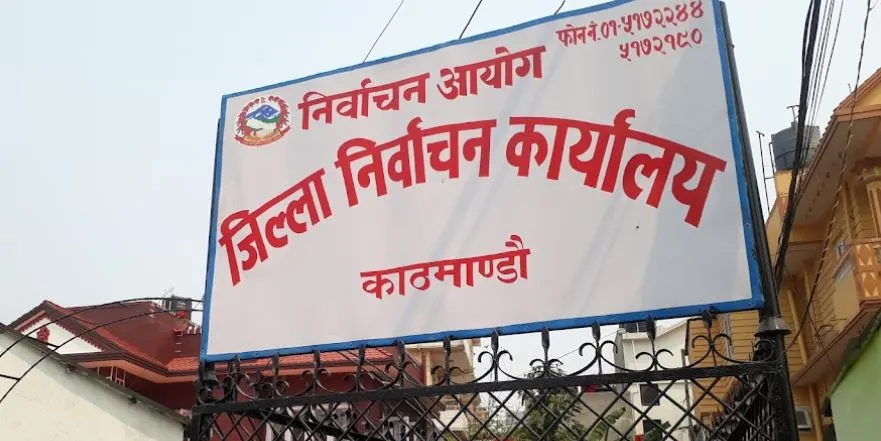 फोन नं. ०१-५१७२२४४
५१७२१९०
निर्वाचन आयोग
जिल्ला निर्वाचन कार्यालय
काठमाण्डौ